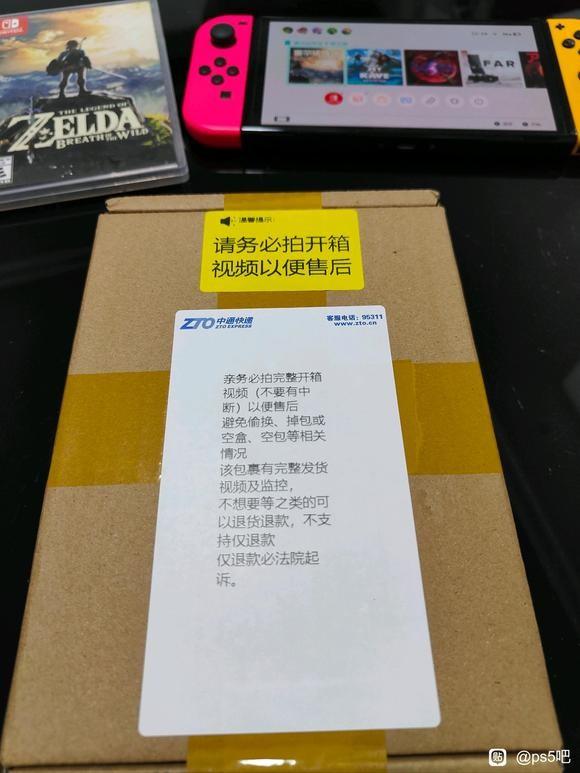 THE LEGEND OF
ZELDA
BREATH OF THE WILD
FAR
温馨提示:
请务必拍开箱
视频以便售后
ZTO中通快递
ZTO EXPRESS
客服电话：95311
www.zto.cn
亲务必拍完整开箱
视频（不要有中
断）以便售后
避免偷换、掉包或
空盒、空包等相关
情况
该包裹有完整发货
视频及监控，
不想要等之类的可
以退货退款，不支
持仅退款
仅退款必法院起
诉。
贴 @ps5吧